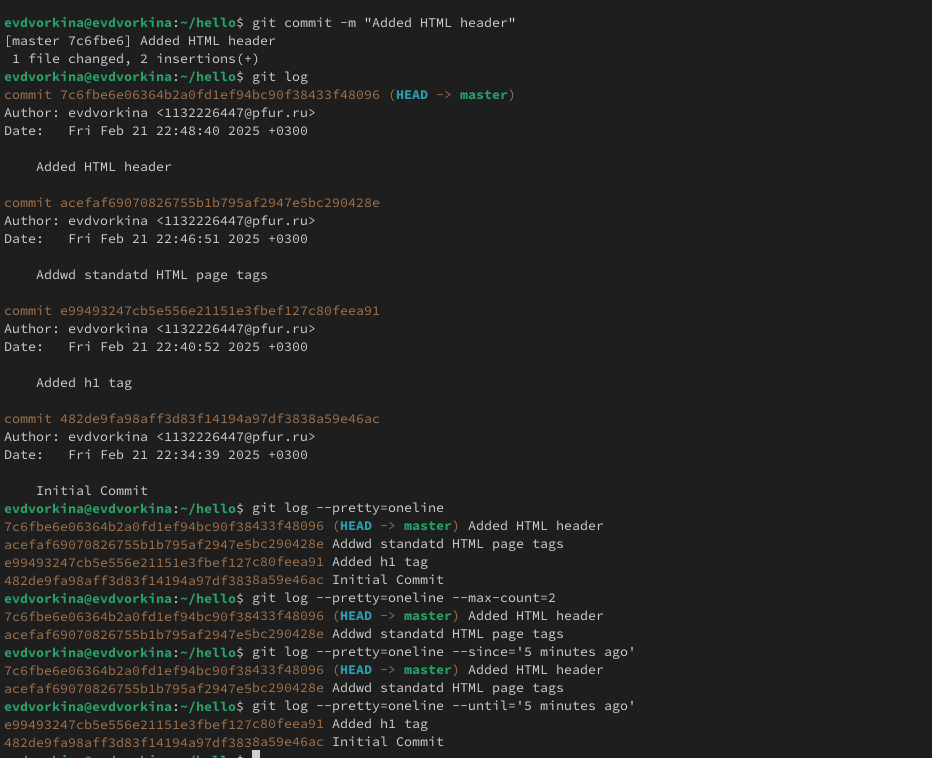 evdvorkina@evdvorkina:~/hello$ git commit -m "Added HTML header"
[master 7c6fbe6] Added HTML header
 1 file changed, 2 insertions(+)
evdvorkina@evdvorkina:~/hello$ git log
commit 7c6fbe6e06364b2a0fd1ef94bc90f38433f48096 (HEAD -> master)
Author: evdvorkina <1132226447@pfur.ru>
Date:   Fri Feb 21 22:48:40 2025 +0300
    Added HTML header
commit acefaf69070826755b1b795af2947e5bc290428e
Author: evdvorkina <1132226447@pfur.ru>
Date:   Fri Feb 21 22:46:51 2025 +0300
    Addwd standatd HTML page tags
commit e99493247cb5e556e21151e3fbef127c80feea91
Author: evdvorkina <1132226447@pfur.ru>
Date:   Fri Feb 21 22:40:52 2025 +0300
    Added h1 tag
commit 482de9fa98aff3d83f14194a97df3838a59e46ac
Author: evdvorkina <1132226447@pfur.ru>
Date:   Fri Feb 21 22:34:39 2025 +0300
    Initial Commit
evdvorkina@evdvorkina:~/hello$ git log --pretty=oneline
7c6fbe6e06364b2a0fd1ef94bc90f38433f48096 (HEAD -> master) Added HTML header
acefaf69070826755b1b795af2947e5bc290428e Addwd standatd HTML page tags
e99493247cb5e556e21151e3fbef127c80feea91 Added h1 tag
482de9fa98aff3d83f14194a97df3838a59e46ac Initial Commit
evdvorkina@evdvorkina:~/hello$ git log --pretty=oneline --max-count=2
7c6fbe6e06364b2a0fd1ef94bc90f38433f48096 (HEAD -> master) Added HTML header
acefaf69070826755b1b795af2947e5bc290428e Addwd standatd HTML page tags
evdvorkina@evdvorkina:~/hello$ git log --pretty=oneline --since='5 minutes ago'
7c6fbe6e06364b2a0fd1ef94bc90f38433f48096 (HEAD -> master) Added HTML header
acefaf69070826755b1b795af2947e5bc290428e Addwd standatd HTML page tags
evdvorkina@evdvorkina:~/hello$ git log --pretty=oneline --until='5 minutes ago'
e99493247cb5e556e21151e3fbef127c80feea91 Added h1 tag
482de9fa98aff3d83f14194a97df3838a59e46ac Initial Commit